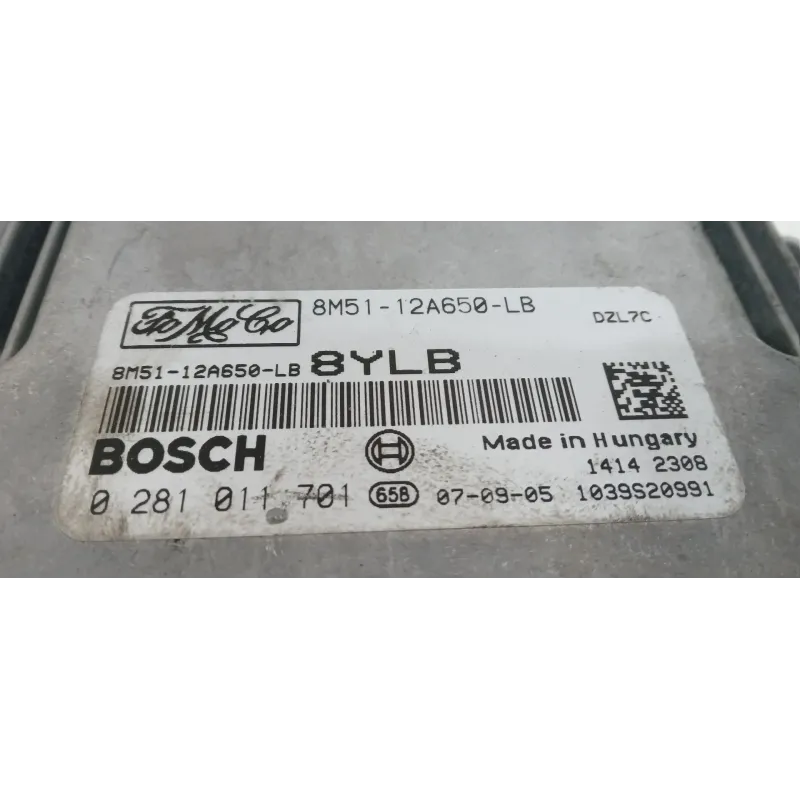 FoMoCo 8M51-12A650-LB DZL7C
8M51-12A650-LB 8YLB
BOSCH Made in Hungary
1414 2308
0 281 011 701 658 07-09-05 1039S20991